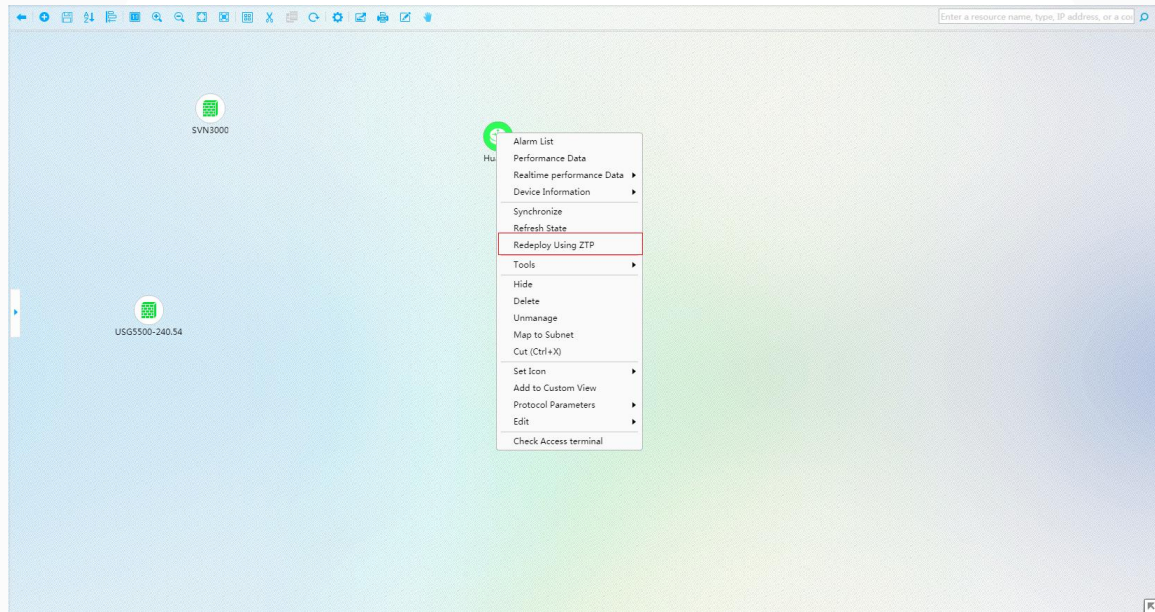 Enter a resource name, type, IP address, or a co
SVN3000
Hua
Alarm List
Performance Data
Realtime performance Data
Device Information
Synchronize
Refresh State
Redeploy Using ZTP
Tools
Hide
Delete
Unmanage
Map to Subnet
Cut (Ctrl+X)
Set Icon
Add to Custom View
Protocol Parameters
Edit
Check Access terminal
USG5500-240.54